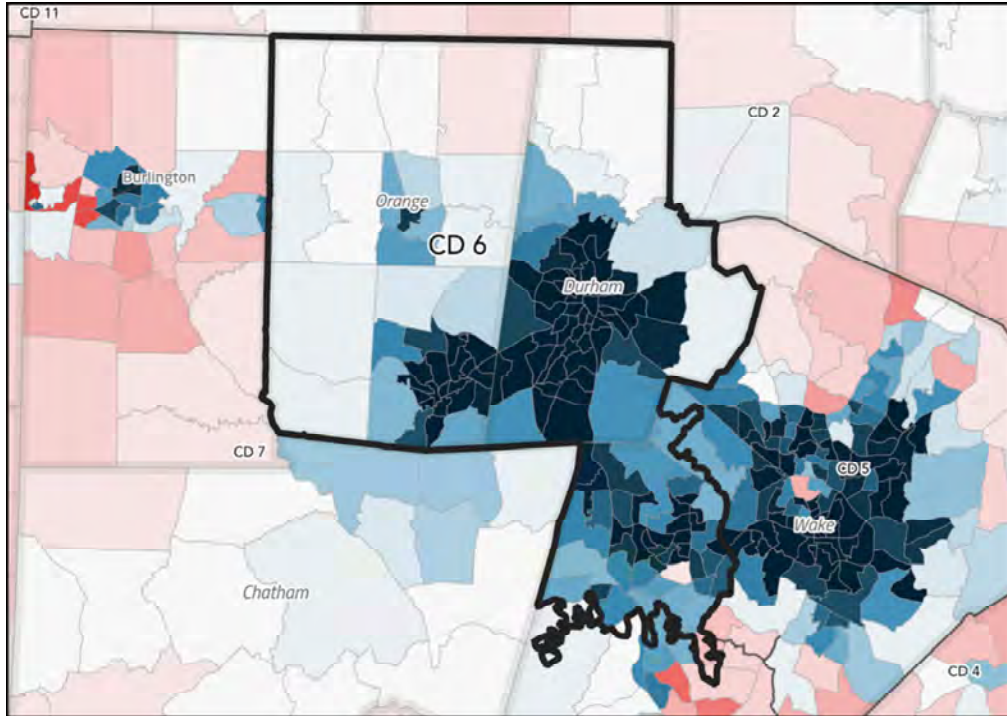 CD 11
CD 2
Burlington
Orange
CD 6
Durham
CD 7
CD 5
Wake
Chatham
CD 4